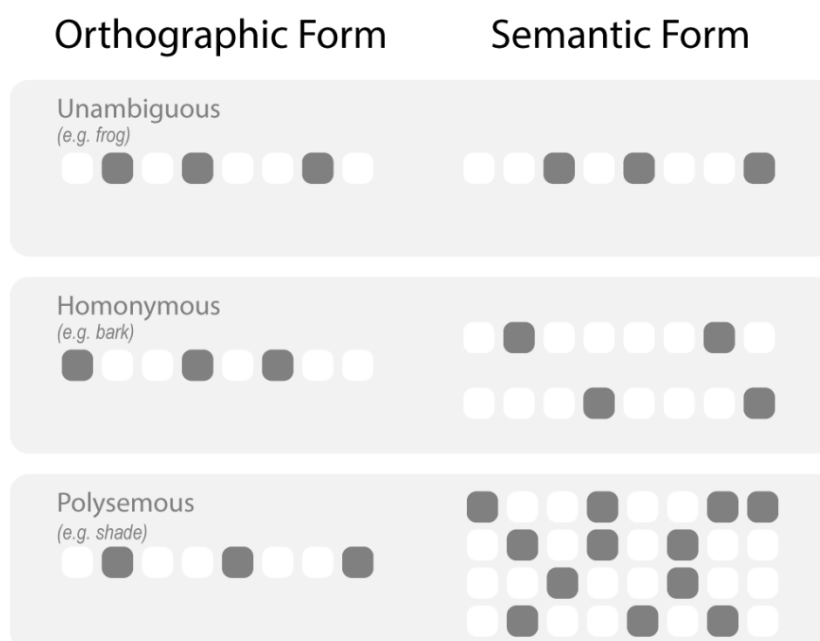 Orthographic Form
Semantic Form
Unambiguous
(e.g. frog)
Homonymous
(e.g. bark)
Polysemous
(e.g. shade)